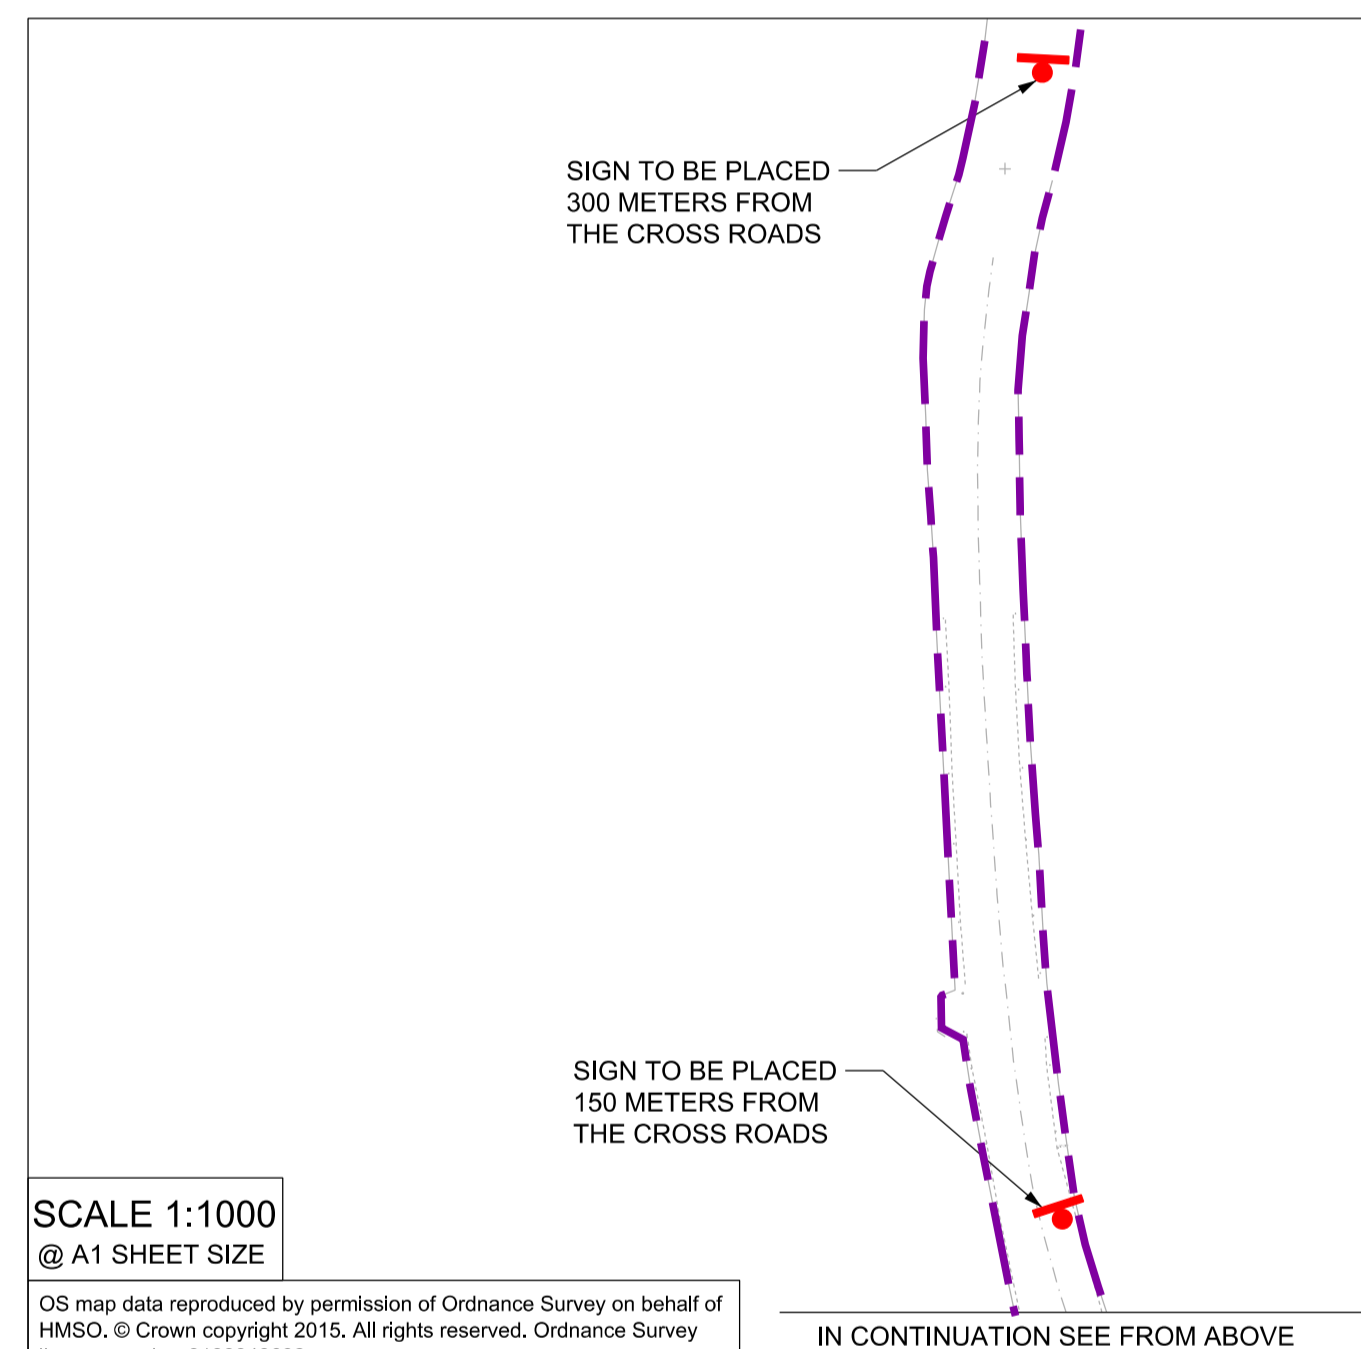 SIGN TO BE PLACED
300 METERS FROM
THE CROSS ROADS
SIGN TO BE PLACED
150 METERS FROM
THE CROSS ROADS
SCALE 1:1000
@ A1 SHEET SIZE
OS map data reproduced by permission of Ordnance Survey on behalf of
HMSO. © Crown copyright 2015. All rights reserved. Ordnance Survey
IN CONTINUATION SEE FROM ABOVE